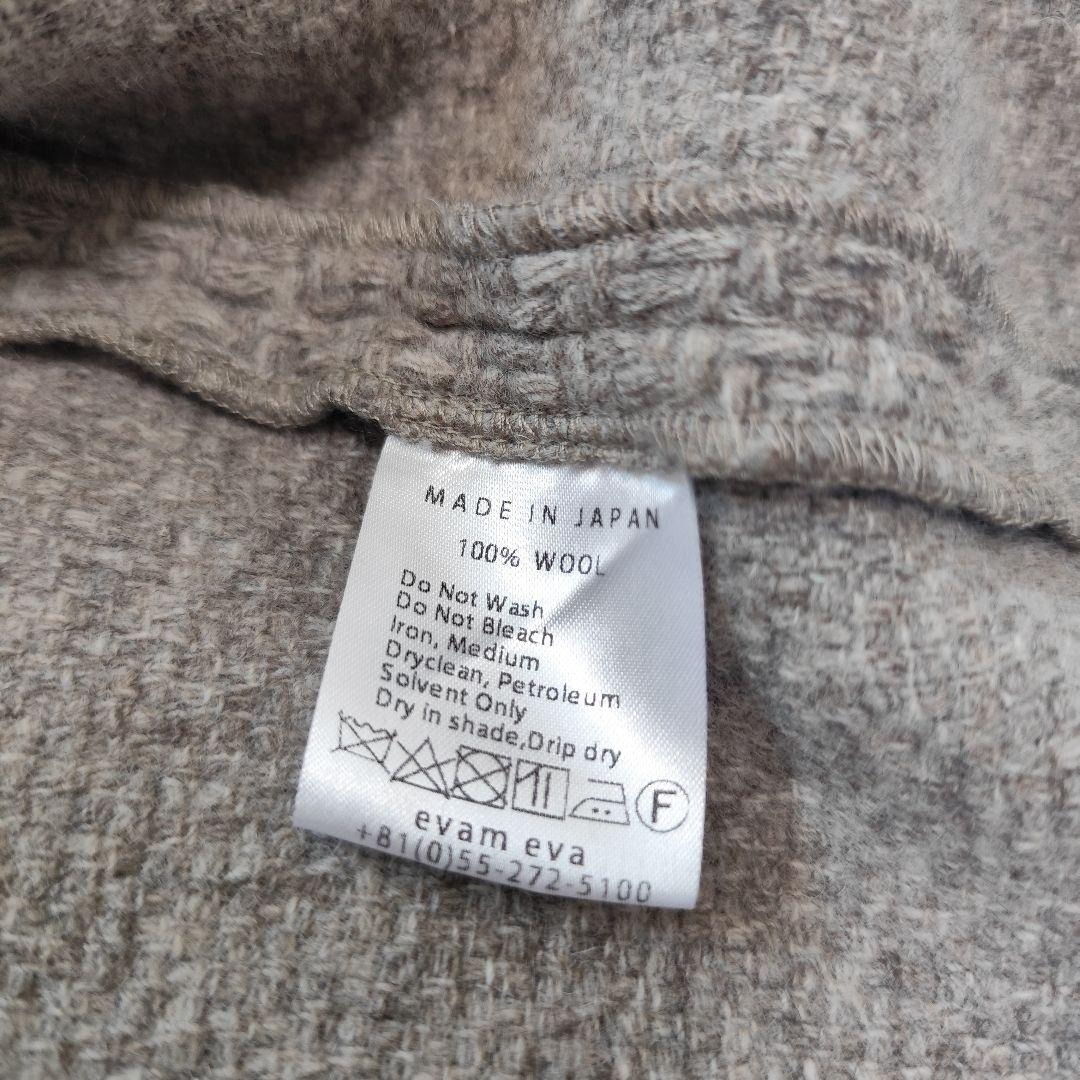 MADE IN JAPAN
100% WOOL
Do Not Wash
Do Not Bleach
Iron, Medium
Dryclean, Petroleum
Solvent Only
Dry in shade,Drip dry
F
evam eva
+81(0)55-272-5100